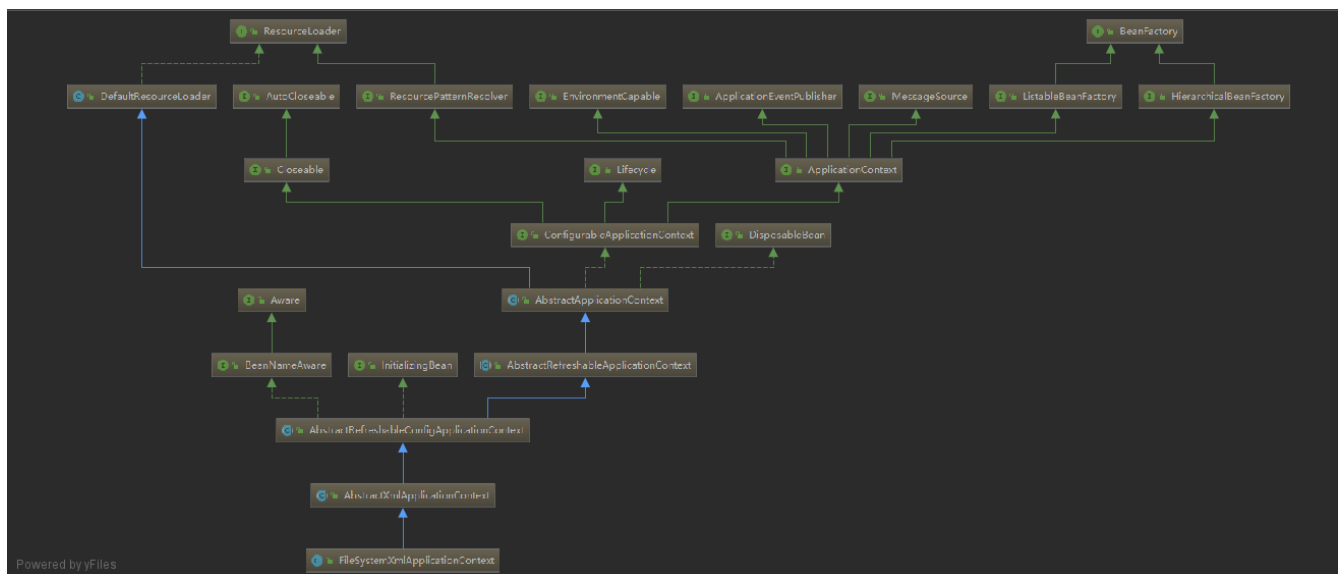 ResourceLoader
BeanFactory
DefaultResourceLoader
AutoCloseable
ResourcePatternResolver
EnvironmentCapable
ApplicationEventPublisher
MessageSource
ListableBeanFactory
HierarchicalBeanFactory
Closeable
Lifecycle
ApplicationContext
ConfigurableApplicationContext
DisposableBean
Aware
AbstractApplicationContext
BeanNameAware
InitializingBean
AbstractRefreshableApplicationContext
AbstractRefreshableConfigApplicationContext
AbstractXmlApplicationContext
FileSystemXmlApplicationContext
Powered by yFiles